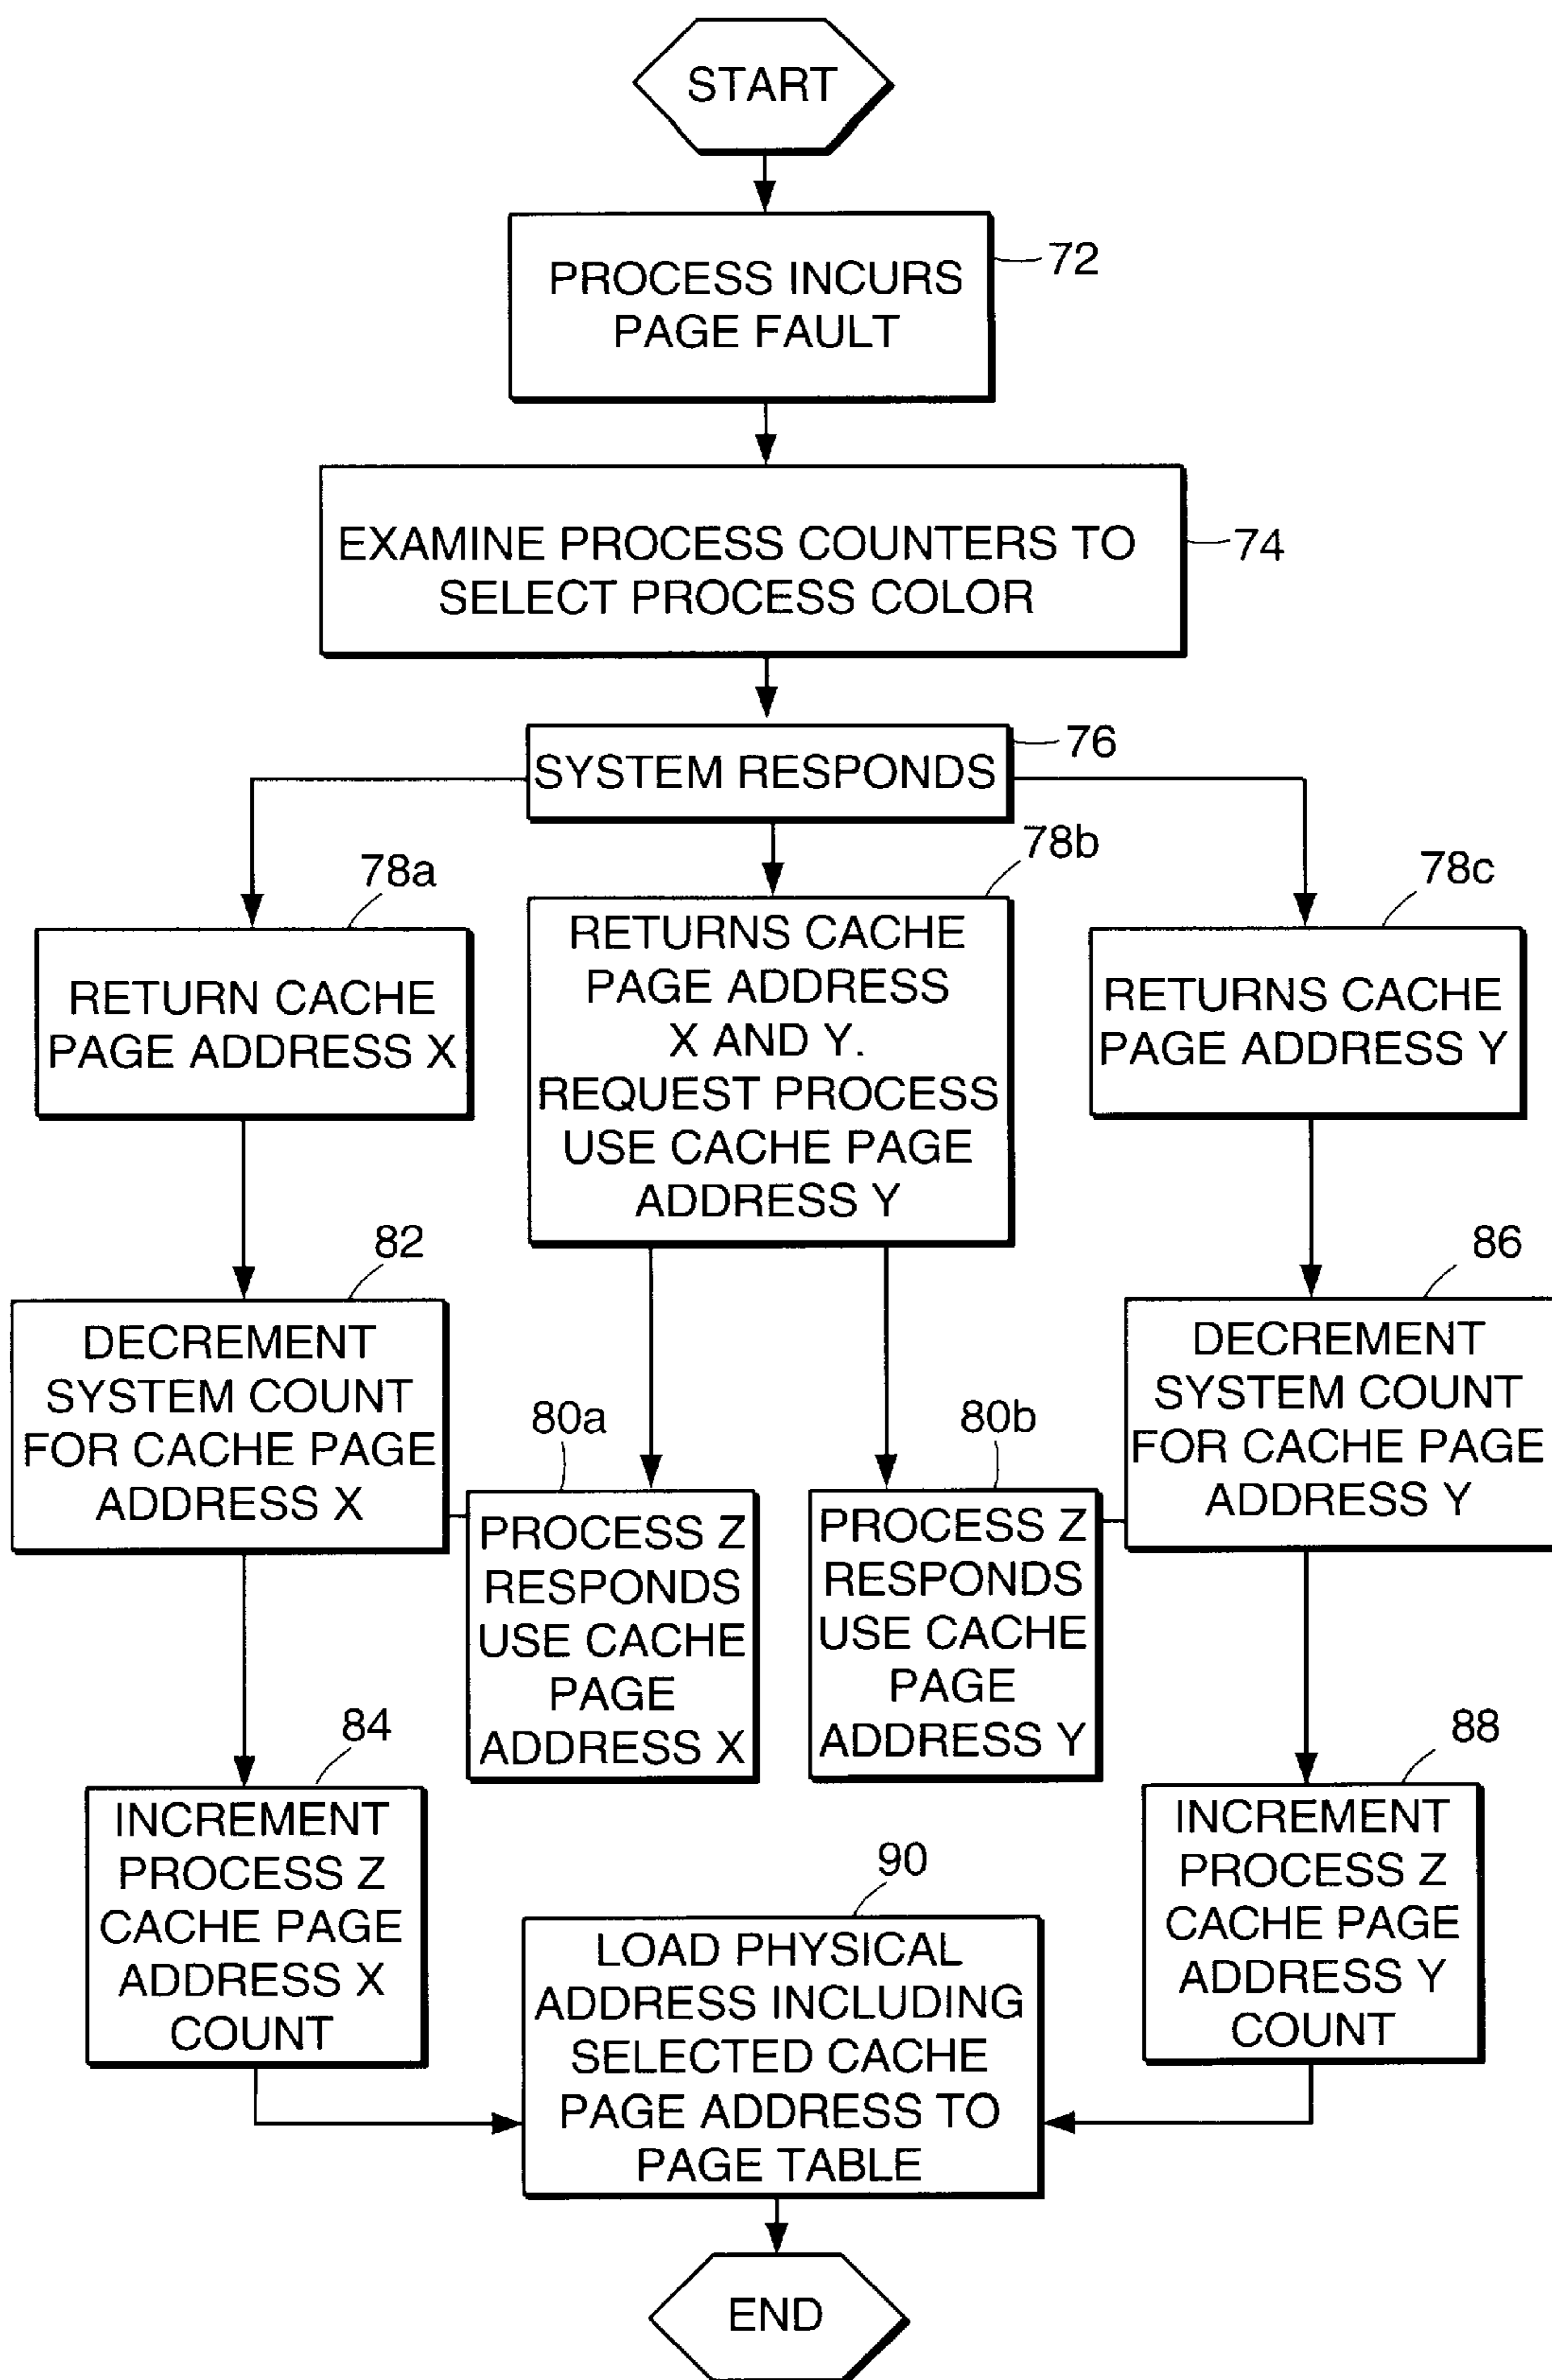 START
PROCESS INCURS
PAGE FAULT
72
EXAMINE PROCESS COUNTERS TO
SELECT PROCESS COLOR
74
SYSTEM RESPONDS
76
78a
RETURN CACHE
PAGE ADDRESS X
78b
RETURNS CACHE
PAGE ADDRESS
X AND Y.
REQUEST PROCESS
USE CACHE PAGE
ADDRESS Y
78c
RETURNS CACHE
PAGE ADDRESS Y
82
DECREMENT
SYSTEM COUNT
FOR CACHE PAGE
ADDRESS X
80a
PROCESS Z
RESPONDS
USE CACHE
PAGE
ADDRESS X
80b
PROCESS Z
RESPONDS
USE CACHE
PAGE
ADDRESS Y
86
DECREMENT
SYSTEM COUNT
FOR CACHE PAGE
ADDRESS Y
84
INCREMENT
PROCESS Z
CACHE PAGE
ADDRESS X
COUNT
88
INCREMENT
PROCESS Z
CACHE PAGE
ADDRESS Y
COUNT
90
LOAD PHYSICAL
ADDRESS INCLUDING
SELECTED CACHE
PAGE ADDRESS TO
PAGE TABLE
END